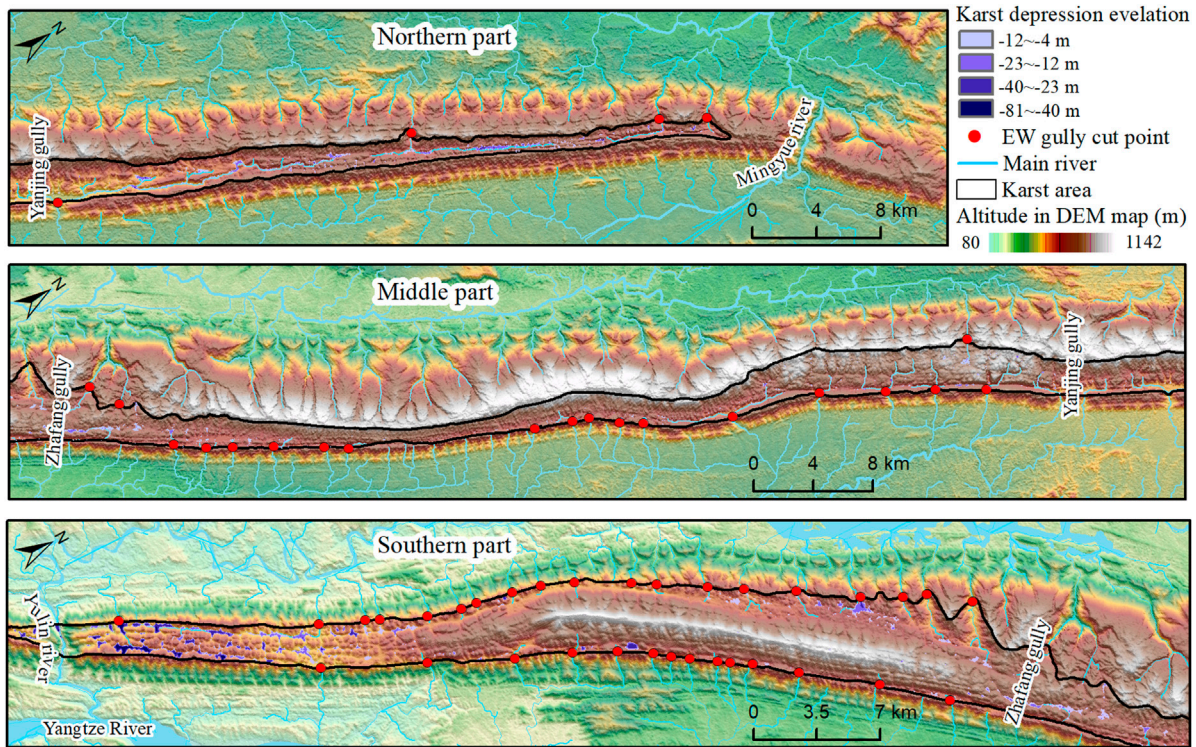 Northern part
N
Yanjing gully
Mingyue river
0 4 8 km
Karst depression evelation
-12~-4 m
-23~-12 m
-40~-23 m
-81~-40 m
EW gully cut point
Main river
Karst area
Altitude in DEM map (m)
80 1142
Middle part
N
Zhafang gully
Yanjing gully
0 4 8 km
Southern part
N
Yulin river
Yangtze River
Zhafang gully
0 3.5 7 km